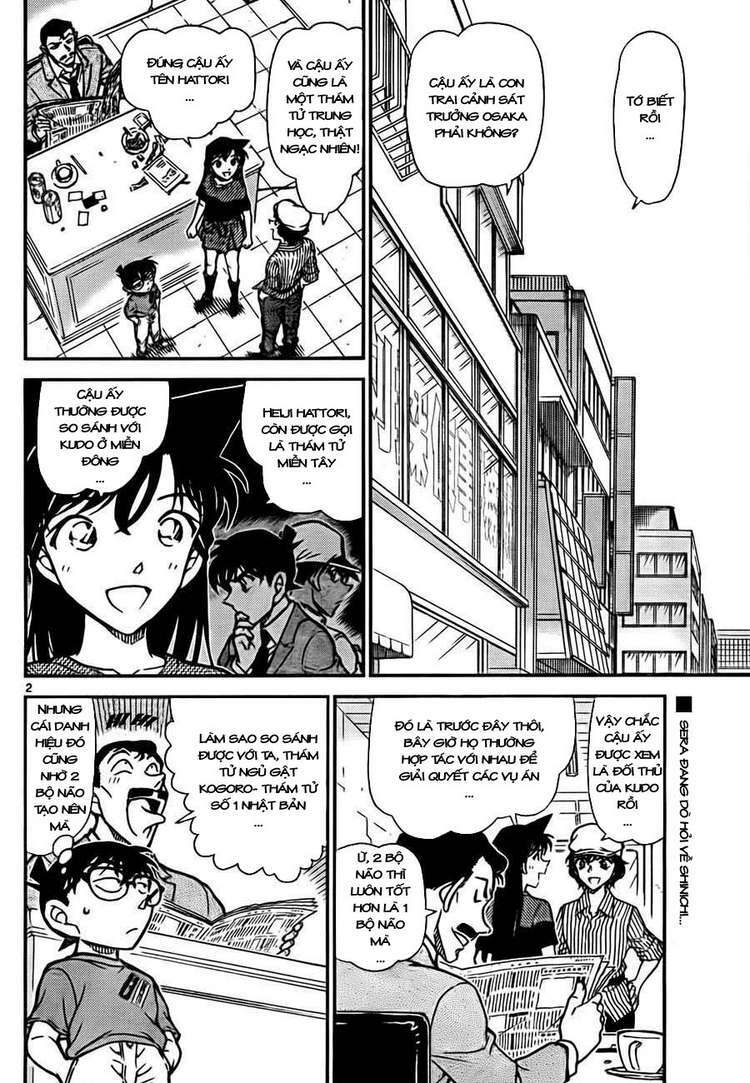 TỚ BIẾT
RỒI
...
CẬU ẤY LÀ CON
TRAI CẢNH SÁT
TRƯỞNG OSAKA
PHẢI KHÔNG?
VÀ CẬU ẤY
CŨNG LÀ
MỘT THÁM
TỬ TRUNG
HỌC, THẬT
NGẠC NHIÊN!
ĐÚNG CẬU ẤY
TÊN HATTORI
...
HEIJI HATTORI,
CÒN ĐƯỢC GỌI
LÀ THÁM TỬ
MIỀN TÂY
CẬU ẤY
THƯỜNG ĐƯỢC
SO SÁNH VỚI
KUDO Ở MIỀN
ĐÔNG
...
2
SERA ĐANG DÒ HỎI VỀ SHINICHI...
VẬY CHẮC
CẬU ẤY
ĐƯỢC XEM
LÀ ĐỐI THỦ
CỦA KUDO
RỒI
ĐÓ LÀ TRƯỚC ĐÂY THÔI,
BÂY GIỜ HỌ THƯỜNG
HỢP TÁC VỚI NHAU ĐỂ
GIẢI QUYẾT CÁC VỤ ÁN
...
Ừ, 2 BỘ
NÃO THÌ
LUÔN TỐT
HƠN LÀ 1
BỘ NÃO
MÀ
...
LÀM SAO SO SÁNH
ĐƯỢC VỚI TA, THÁM
TỬ NGỦ GẬT
KOGORO- THÁM TỬ
SỐ 1 NHẬT BẢN
...
HI HI
NHƯNG
CÁI DANH
HIỆU ĐÓ
CŨNG
NHỜ 2
BỘ NÃO
TẠO NÊN
MÀ